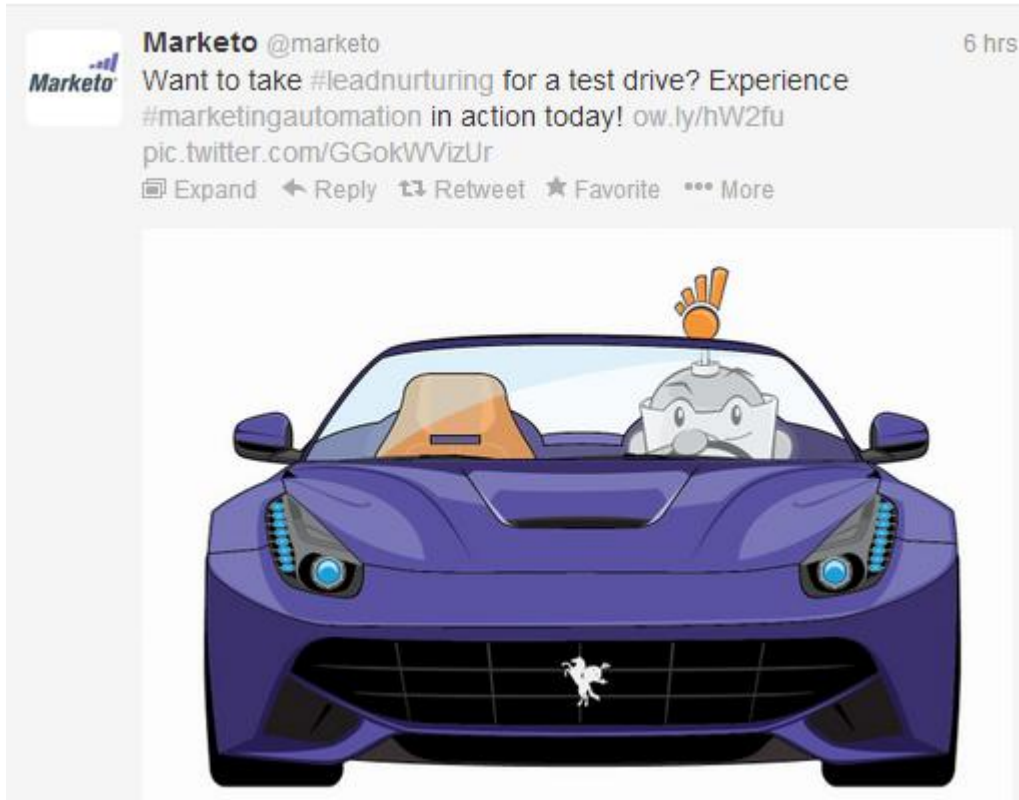 Marketo @marketo 6 hrs
Marketo
Want to take #leadnurturing for a test drive? Experience
#marketingautomation in action today! ow.ly/hW2fu
pic.twitter.com/GGokWVizUr
Expand Reply Retweet Favorite ••• More